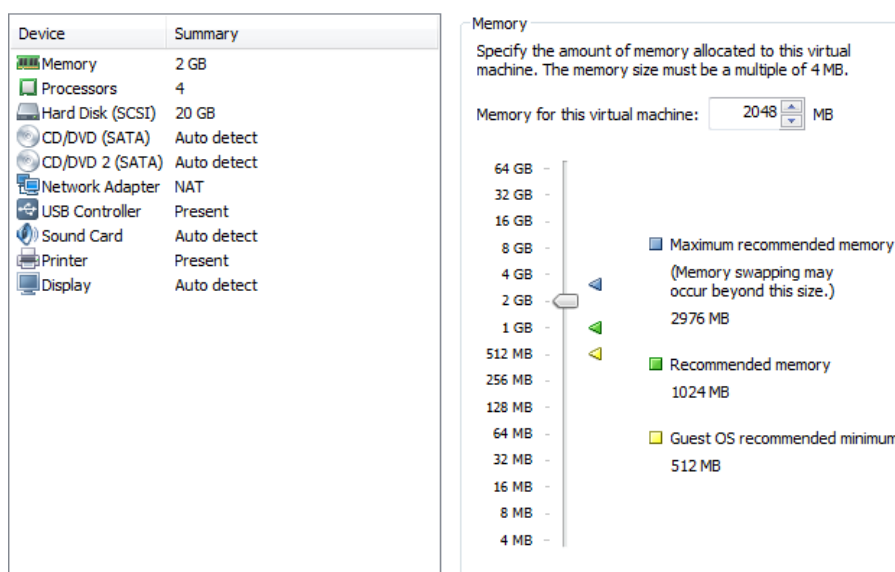 Device Summary
Memory 2 GB
Processors 4
Hard Disk (SCSI) 20 GB
CD/DVD (SATA) Auto detect
CD/DVD 2 (SATA) Auto detect
Network Adapter NAT
USB Controller Present
Sound Card Auto detect
Printer Present
Display Auto detect
Memory
Specify the amount of memory allocated to this virtual
machine. The memory size must be a multiple of 4 MB.
Memory for this virtual machine: 2048 MB
64 GB
32 GB
16 GB
8 GB
4 GB
2 GB
1 GB
512 MB
256 MB
128 MB
64 MB
32 MB
16 MB
8 MB
4 MB
Maximum recommended memory
(Memory swapping may
occur beyond this size.)
2976 MB
Recommended memory
1024 MB
Guest OS recommended minimum
512 MB